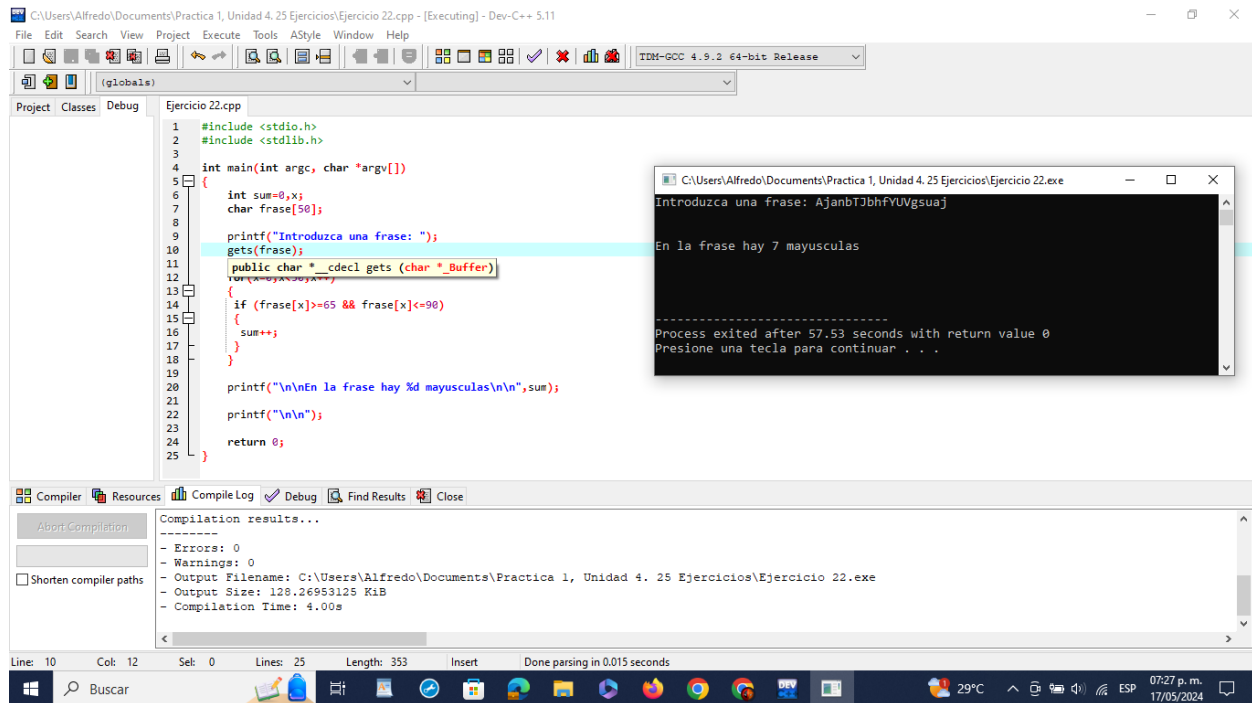 C:\Users\Alfredo\Documents\Practica 1, Unidad 4. 25 Ejercicios\Ejercicio 22.cpp - [Executing] - Dev-C++ 5.11
File Edit Search View Project Execute Tools AStyle Window Help
TDM-GCC 4.9.2 64-bit Release
(globals)
Project Classes Debug
Ejercicio 22.cpp
1 #include <stdio.h>
2 #include <stdlib.h>
3
4 int main(int argc, char *argv[])
5 {
6 int sum=0,x;
7 char frase[50];
8
9 printf("Introduzca una frase: ");
10 gets(frase);
11
public char *__cdecl gets (char *_Buffer)
12
13 {
14 if (frase[x]>=65 && frase[x]<=90)
15 {
16 sum++;
17 }
18 }
19
20 printf("\n\nEn la frase hay %d mayusculas\n\n",sum);
21
22 printf("\n\n");
23
24 return 0;
25 }
C:\Users\Alfredo\Documents\Practica 1, Unidad 4. 25 Ejercicios\Ejercicio 22.exe
Introduzca una frase: AjanbTJbhfYUVgsuaj
En la frase hay 7 mayusculas
--------------------------------
Process exited after 57.53 seconds with return value 0
Presione una tecla para continuar . . .
Compiler Resources Compile Log Debug Find Results Close
Abort Compilation
Shorten compiler paths
Compilation results...
--------
- Errors: 0
- Warnings: 0
- Output Filename: C:\Users\Alfredo\Documents\Practica 1, Unidad 4. 25 Ejercicios\Ejercicio 22.exe
- Output Size: 128.26953125 KiB
- Compilation Time: 4.00s
Line: 10 Col: 12 Sel: 0 Lines: 25 Length: 353 Insert Done parsing in 0.015 seconds
Buscar
DEV
29°C
ESP
07:27 p. m.
17/05/2024